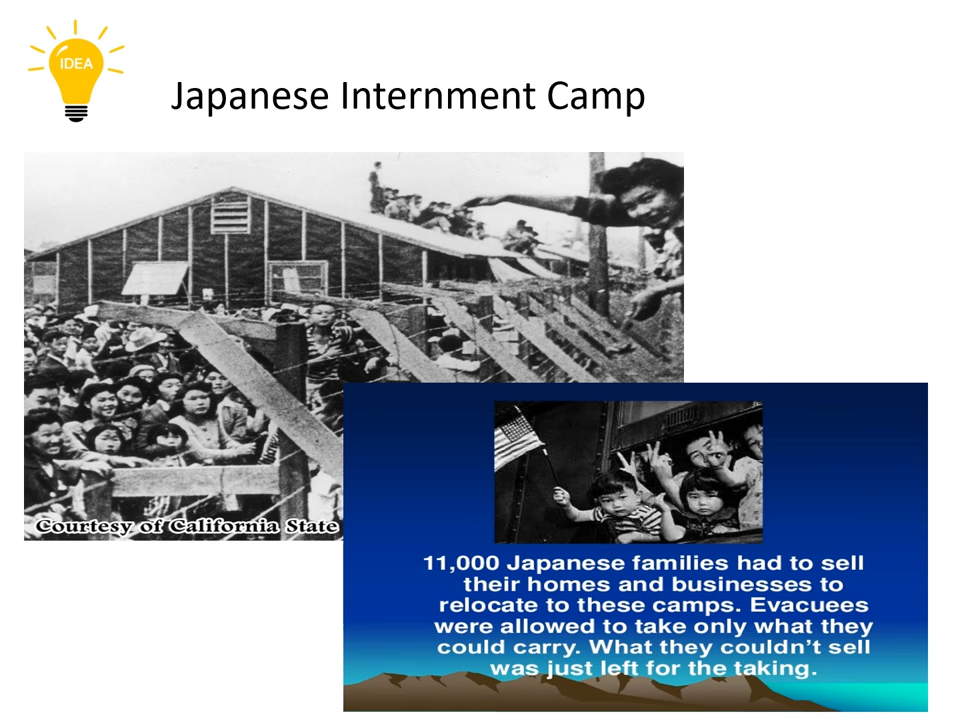 IDEA
Japanese Internment Camp
Courtesy of California State
11,000 Japanese families had to sell
their homes and businesses to
relocate to these camps. Evacuees
were allowed to take only what they
could carry. What they couldn't sell
was just left for the taking.